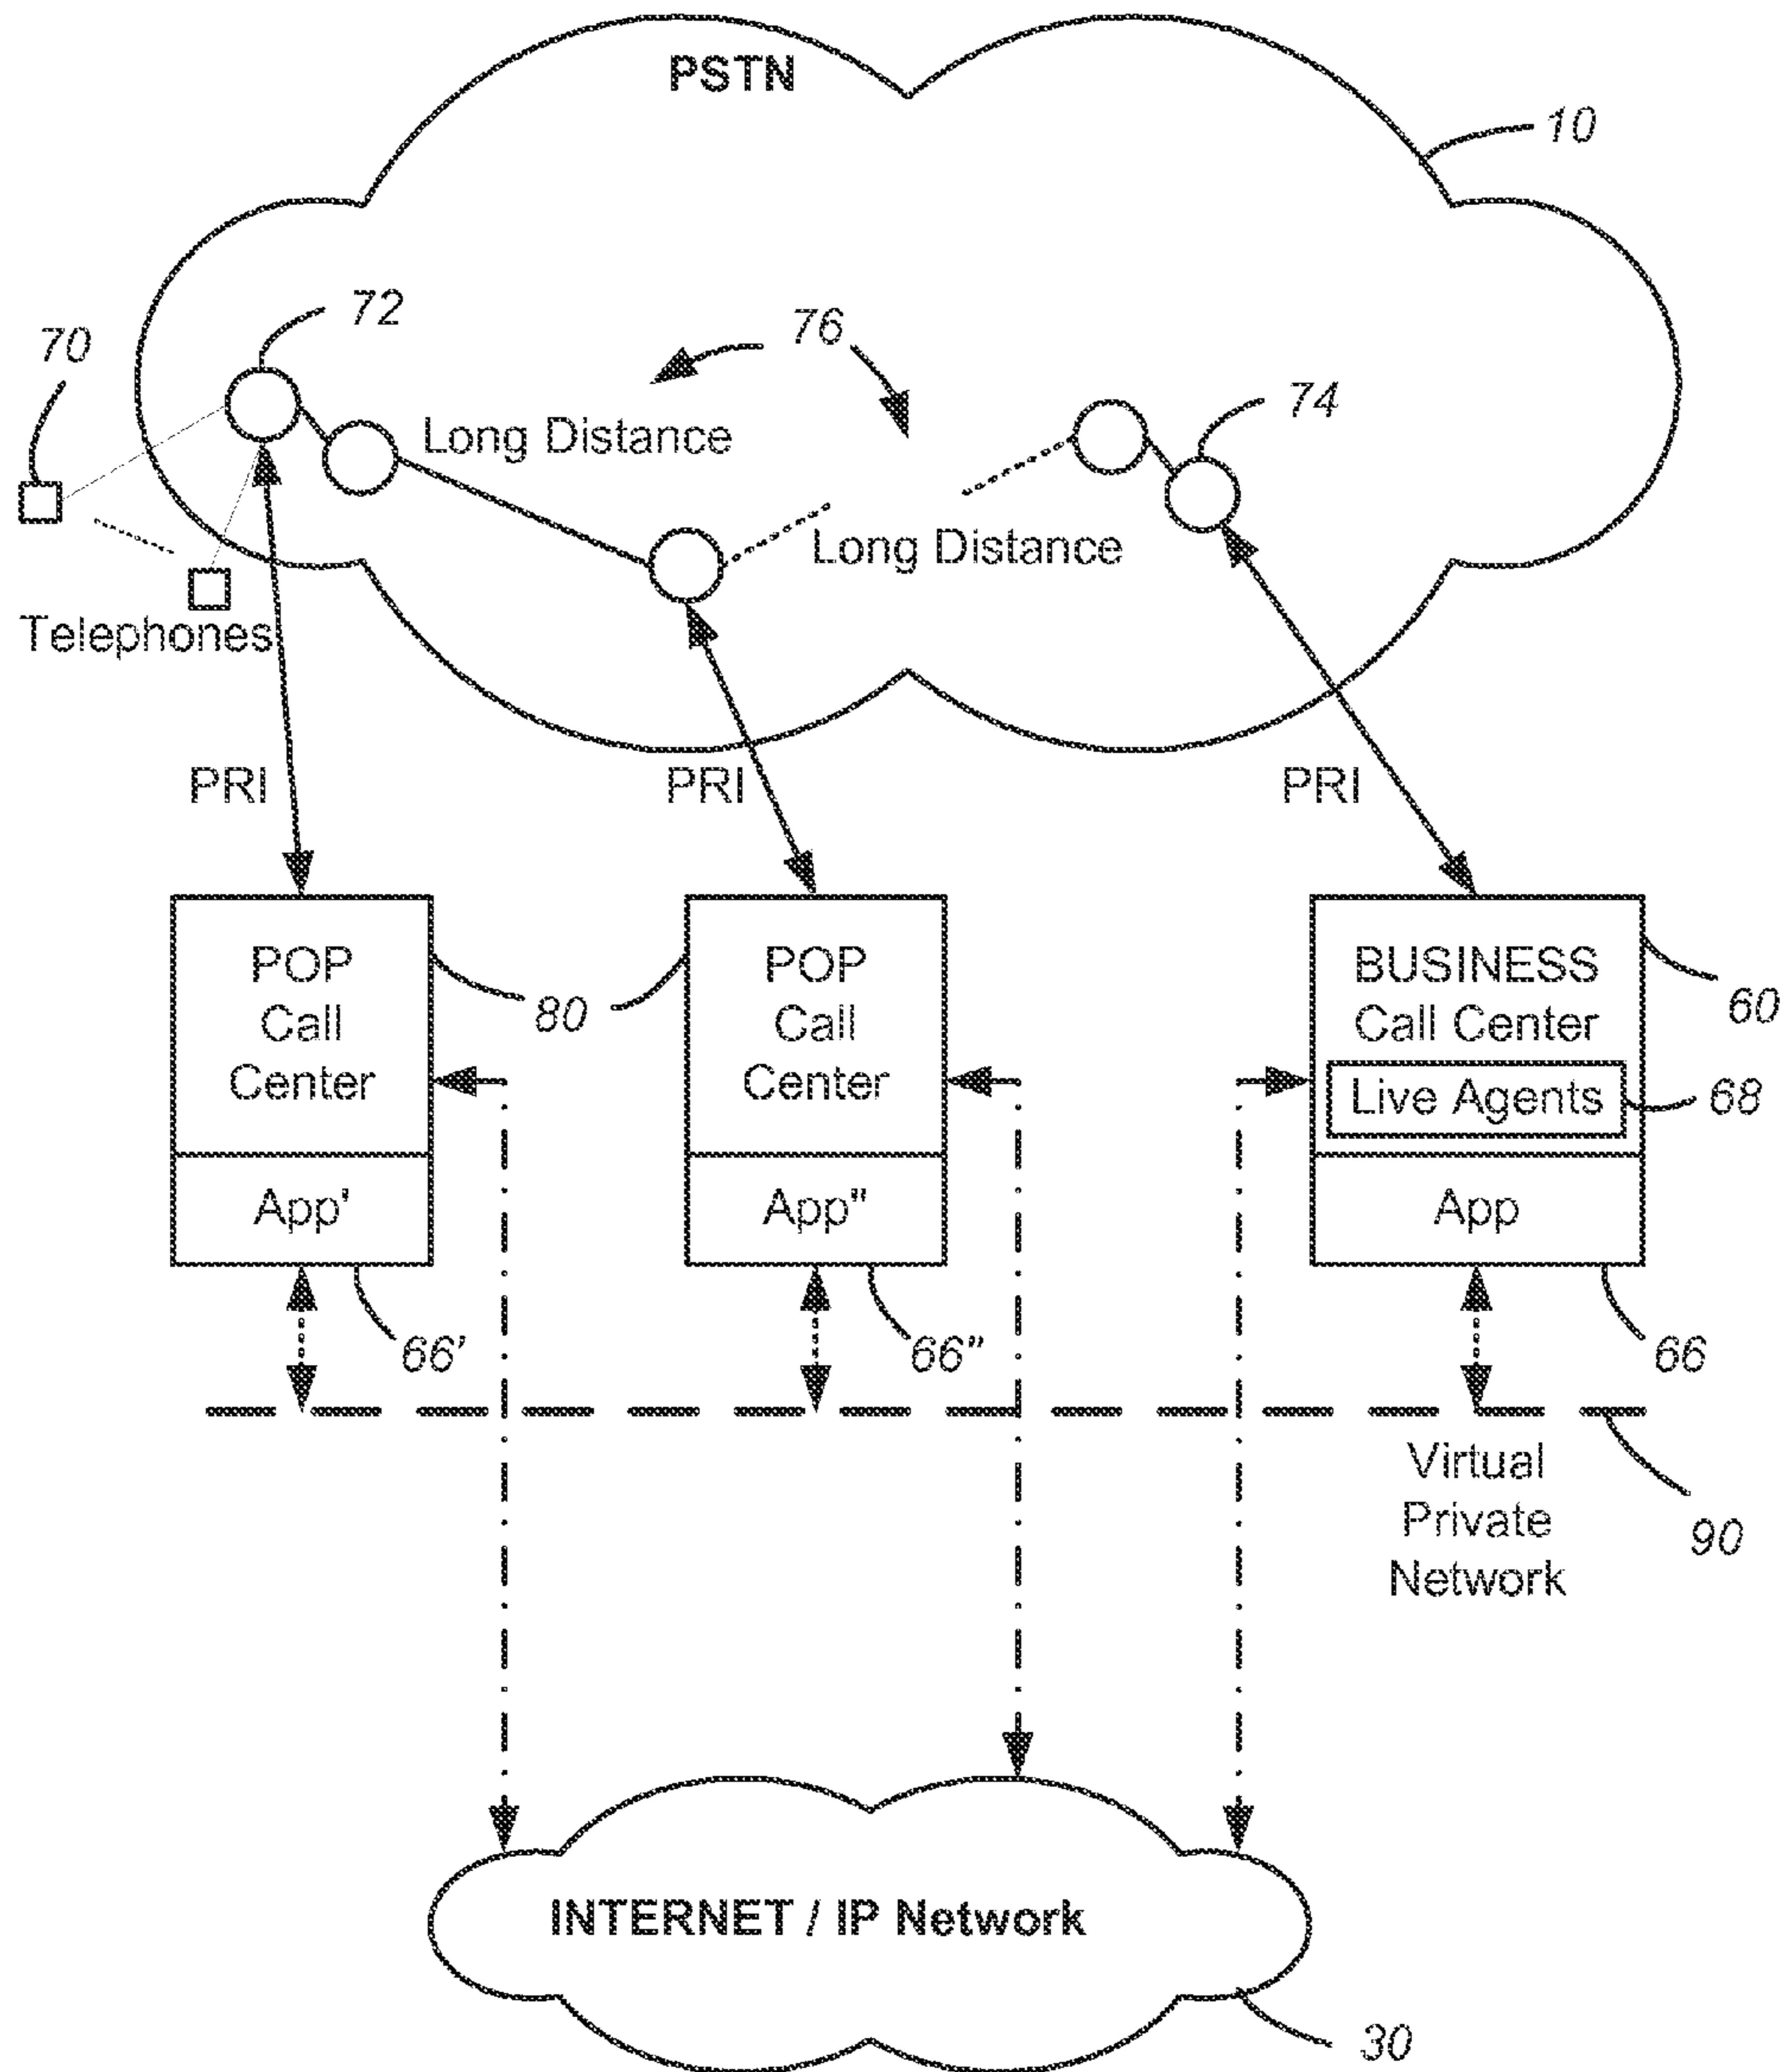 PSTN
10
72
76
70
74
Long Distance
Long Distance
Telephones
PRI
PRI
PRI
POP
Call
Center
80
POP
Call
Center
BUSINESS
Call Center
60
Live Agents
68
App'
App"
App
66'
66"
66
Virtual
Private
Network
90
INTERNET / IP Network
30